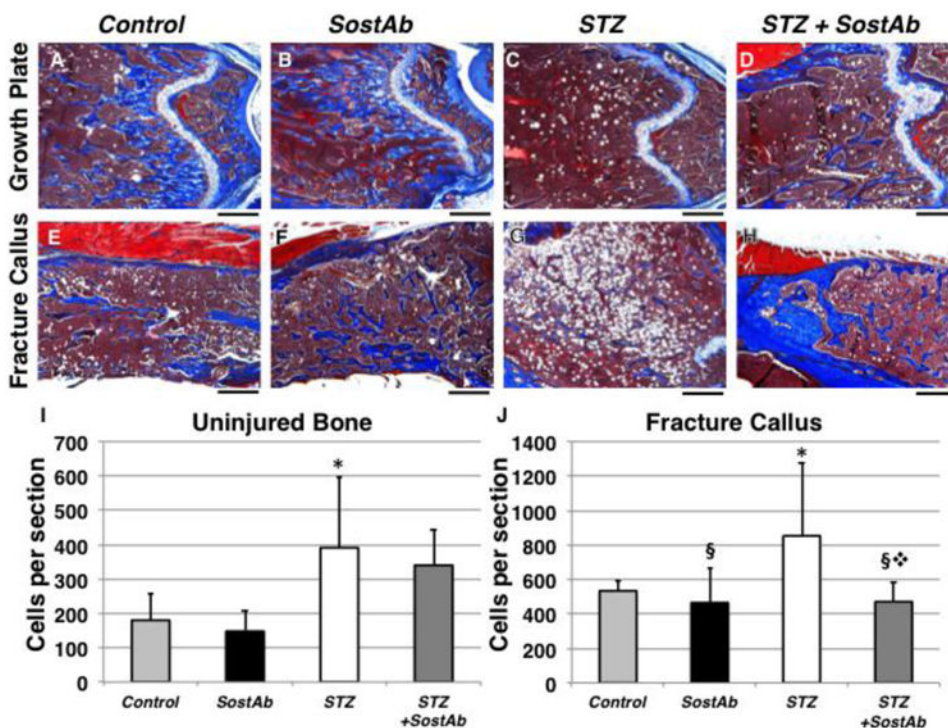 Control SostAb STZ STZ + SostAb
Growth Plate
A B C D
Fracture Callus
E F G H
I Uninjured Bone
700
600
500
400
300
200
100
0
Cells per section
*
Control SostAb STZ STZ
+SostAb
J Fracture Callus
1400
1200
1000
800
600
400
200
0
Cells per section
§ * §❖
Control SostAb STZ STZ
+SostAb